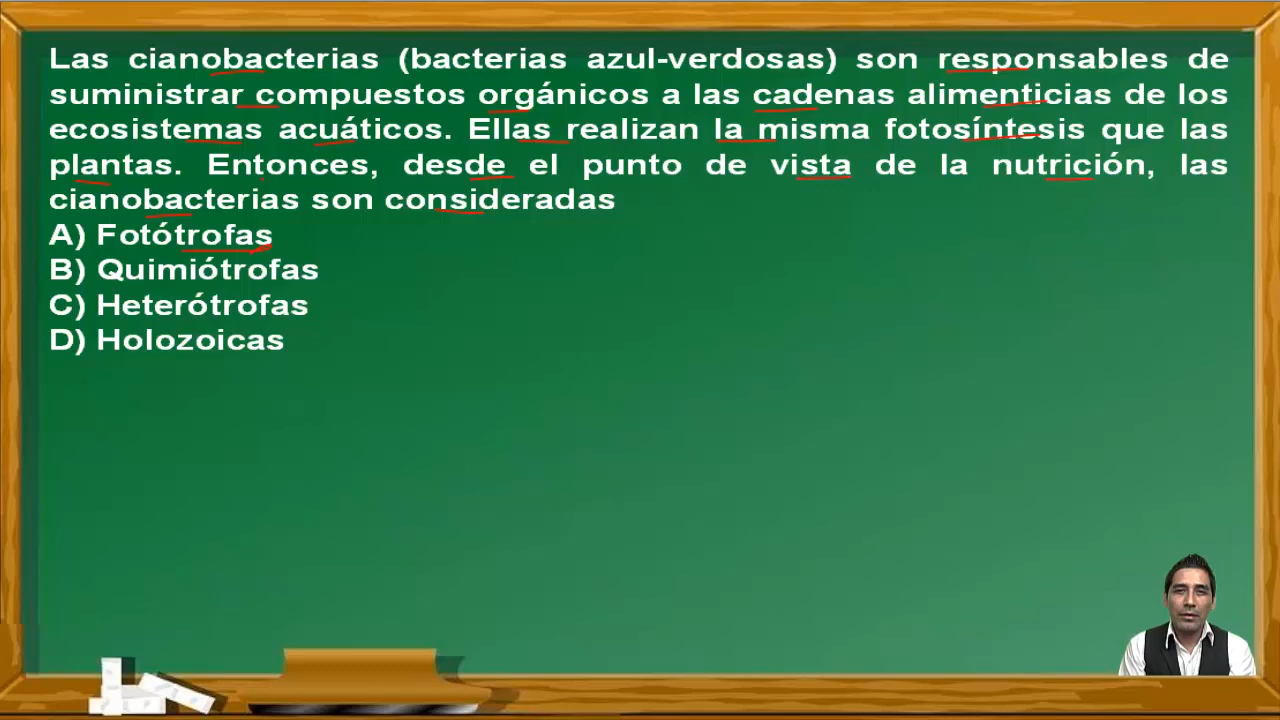 Las cianobacterias (bacterias azul-verdosas) son responsables de
suministrar compuestos orgánicos a las cadenas alimenticias de los
ecosistemas acuáticos. Ellas realizan la misma fotosíntesis que las
plantas. Entonces, desde el punto de vista de la nutrición, las
cianobacterias son consideradas
A) Fotótrofas
B) Quimiótrofas
C) Heterótrofas
D) Holozoicas